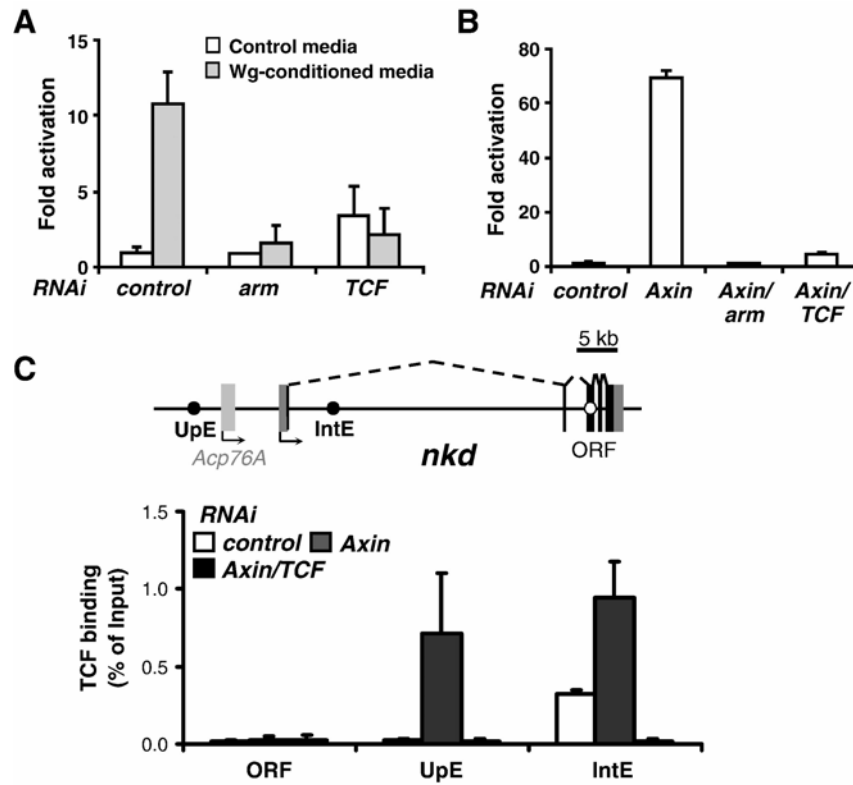 A
15
10
5
0
Fold activation
Control media
Wg-conditioned media
RNAi control arm TCF
B
80
60
40
20
0
Fold activation
RNAi control Axin Axin/ Axin/
arm TCF
C
5 kb
UpE
Acp76A
IntE
nkd
ORF
1.5
1.0
0.5
0.0
TCF binding
(% of Input)
RNAi
control Axin
Axin/TCF
ORF UpE IntE